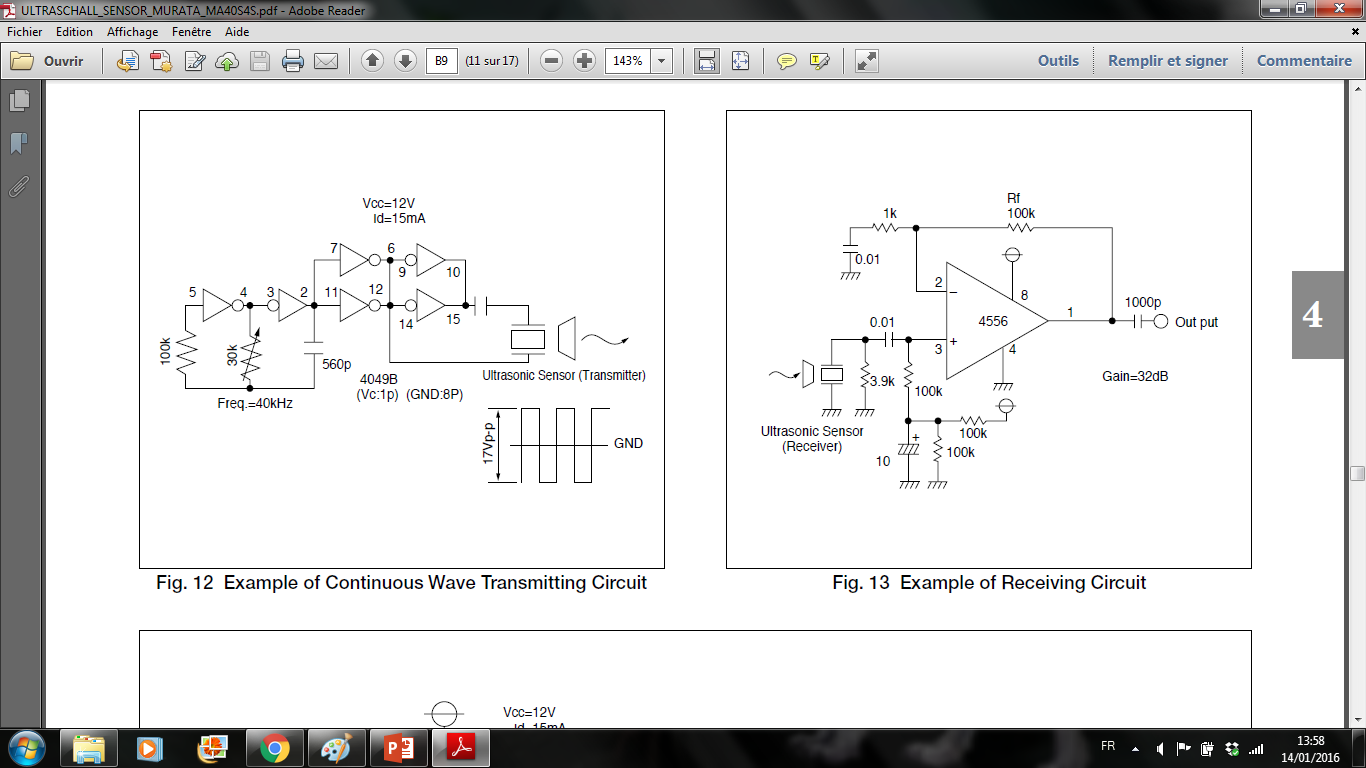 ULTRASCHALL_SENSOR_MURATA_MA40S4S.pdf - Adobe Reader
Fichier Edition Affichage Fenêtre Aide
Ouvrir B9 (11 sur 17) 143% Outils Remplir et signer Commentaire
Vcc=12V
Id=15mA
7 6
9 10
5 4 3 2 11 12
14 15
100k
30k
560p
4049B
(Vc:1p) (GND:8P)
Freq.=40kHz
Ultrasonic Sensor (Transmitter)
17Vp-p
GND
Fig. 12 Example of Continuous Wave Transmitting Circuit
Rf
1k 100k
0.01
2
−
8
1000p
0.01 4556 1 Out put
3 +
4
3.9k
100k
Gain=32dB
Ultrasonic Sensor
(Receiver)
+
100k
10
100k
Fig. 13 Example of Receiving Circuit
4
Vcc=12V
Id=15mA
FR
13:58
14/01/2016